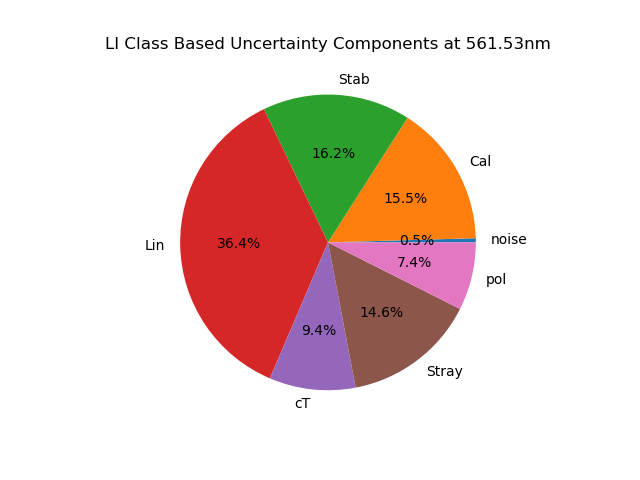 LI Class Based Uncertainty Components at 561.53nm
Stab
16.2%
Cal
15.5%
noise
0.5%
Lin
36.4%
pol
7.4%
Stray
14.6%
cT
9.4%